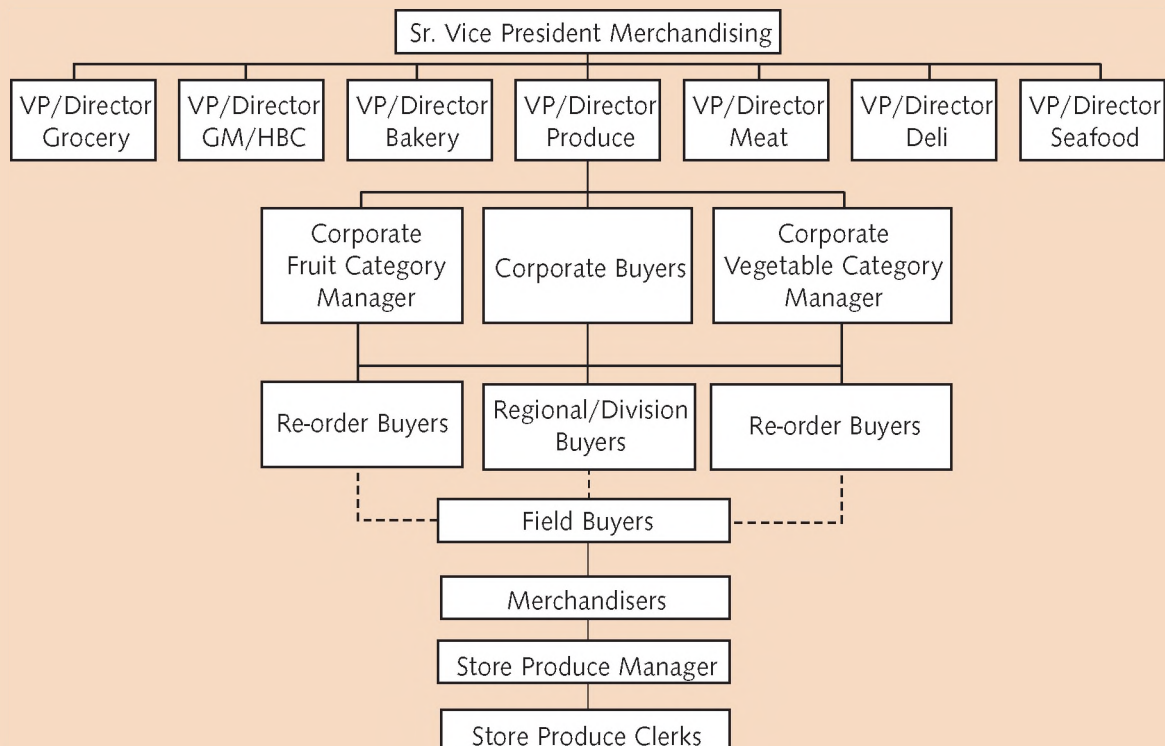 Sr. Vice President Merchandising
VP/Director
Grocery
VP/Director
GM/HBC
VP/Director
Bakery
VP/Director
Produce
VP/Director
Meat
VP/Director
Deli
VP/Director
Seafood
Corporate
Fruit Category
Manager
Corporate Buyers
Corporate
Vegetable Category
Manager
Re-order Buyers
Regional/Division
Buyers
Re-order Buyers
Field Buyers
Merchandisers
Store Produce Manager
Store Produce Clerks